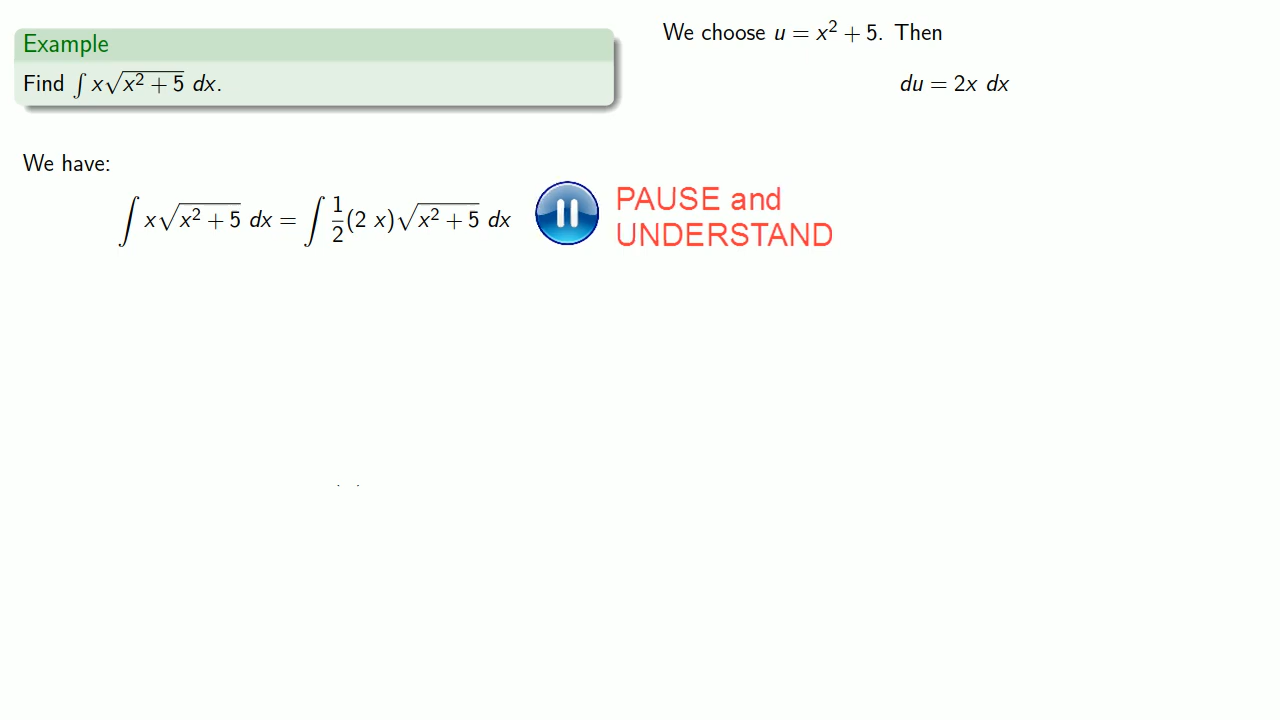 Example
Find ∫ x√(x² + 5) dx.
We choose u = x² + 5. Then
du = 2x dx
We have:
∫ x√(x² + 5) dx = ∫ 1/2 (2 x)√(x² + 5) dx
PAUSE and
UNDERSTAND